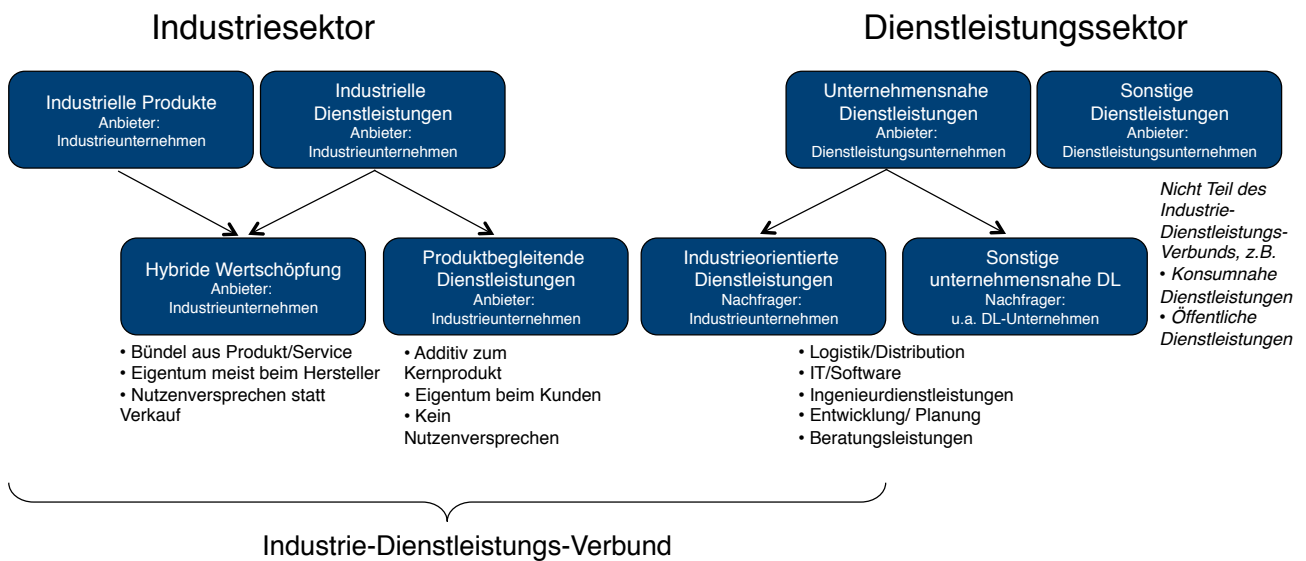 Industriesektor
Dienstleistungssektor
Industrielle Produkte
Anbieter:
Industrieunternehmen
Industrielle
Dienstleistungen
Anbieter:
Industrieunternehmen
Unternehmensnahe
Dienstleistungen
Anbieter:
Dienstleistungsunternehmen
Sonstige
Dienstleistungen
Anbieter:
Dienstleistungsunternehmen
Nicht Teil des
Industrie-
Dienstleistungs-
Verbunds, z.B.
• Konsumnahe
Dienstleistungen
• Öffentliche
Dienstleistungen
Hybride Wertschöpfung
Anbieter:
Industrieunternehmen
Produktbegleitende
Dienstleistungen
Anbieter:
Industrieunternehmen
Industrieorientierte
Dienstleistungen
Nachfrager:
Industrieunternehmen
Sonstige
unternehmensnahe DL
Nachfrager:
u.a. DL-Unternehmen
• Bündel aus Produkt/Service
• Eigentum meist beim Hersteller
• Nutzenversprechen statt
Verkauf
• Additiv zum
Kernprodukt
• Eigentum beim Kunden
• Kein
Nutzenversprechen
• Logistik/Distribution
• IT/Software
• Ingenieurdienstleistungen
• Entwicklung/ Planung
• Beratungsleistungen
Industrie-Dienstleistungs-Verbund